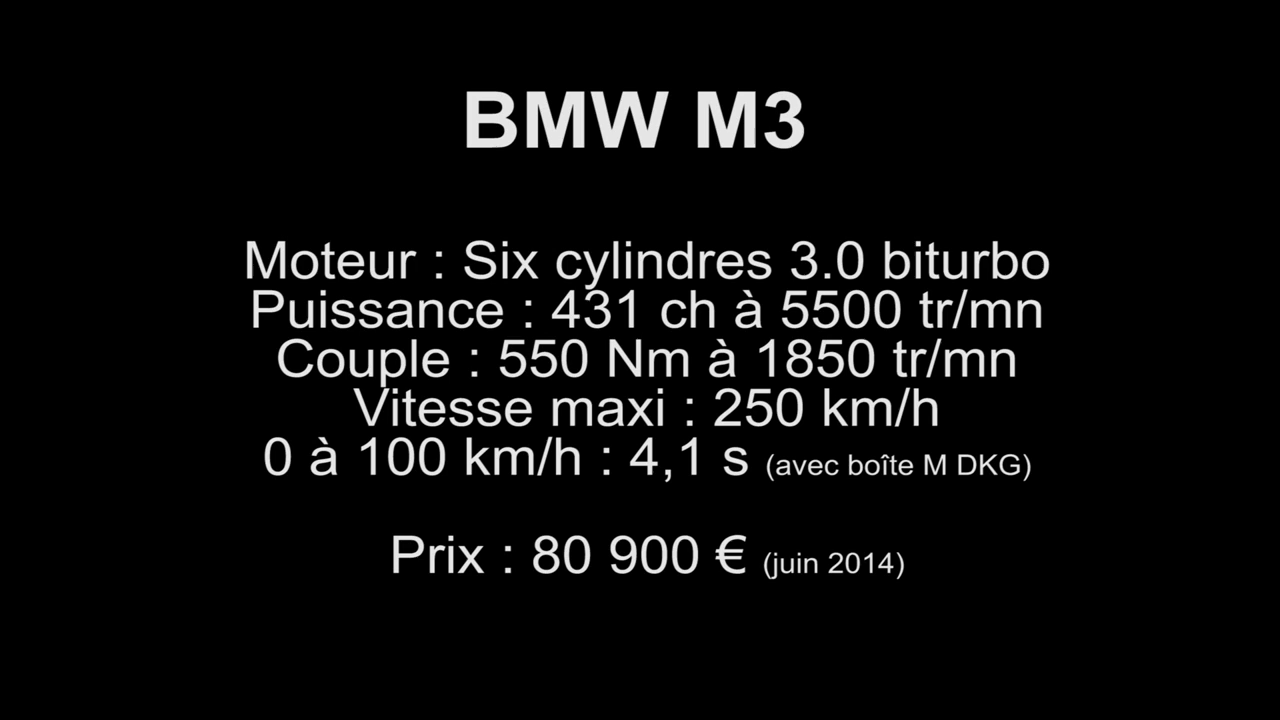 BMW M3
Moteur : Six cylindres 3.0 biturbo
Puissance : 431 ch à 5500 tr/mn
Couple : 550 Nm à 1850 tr/mn
Vitesse maxi : 250 km/h
0 à 100 km/h : 4,1 s (avec boîte M DKG)
Prix : 80 900 € (juin 2014)